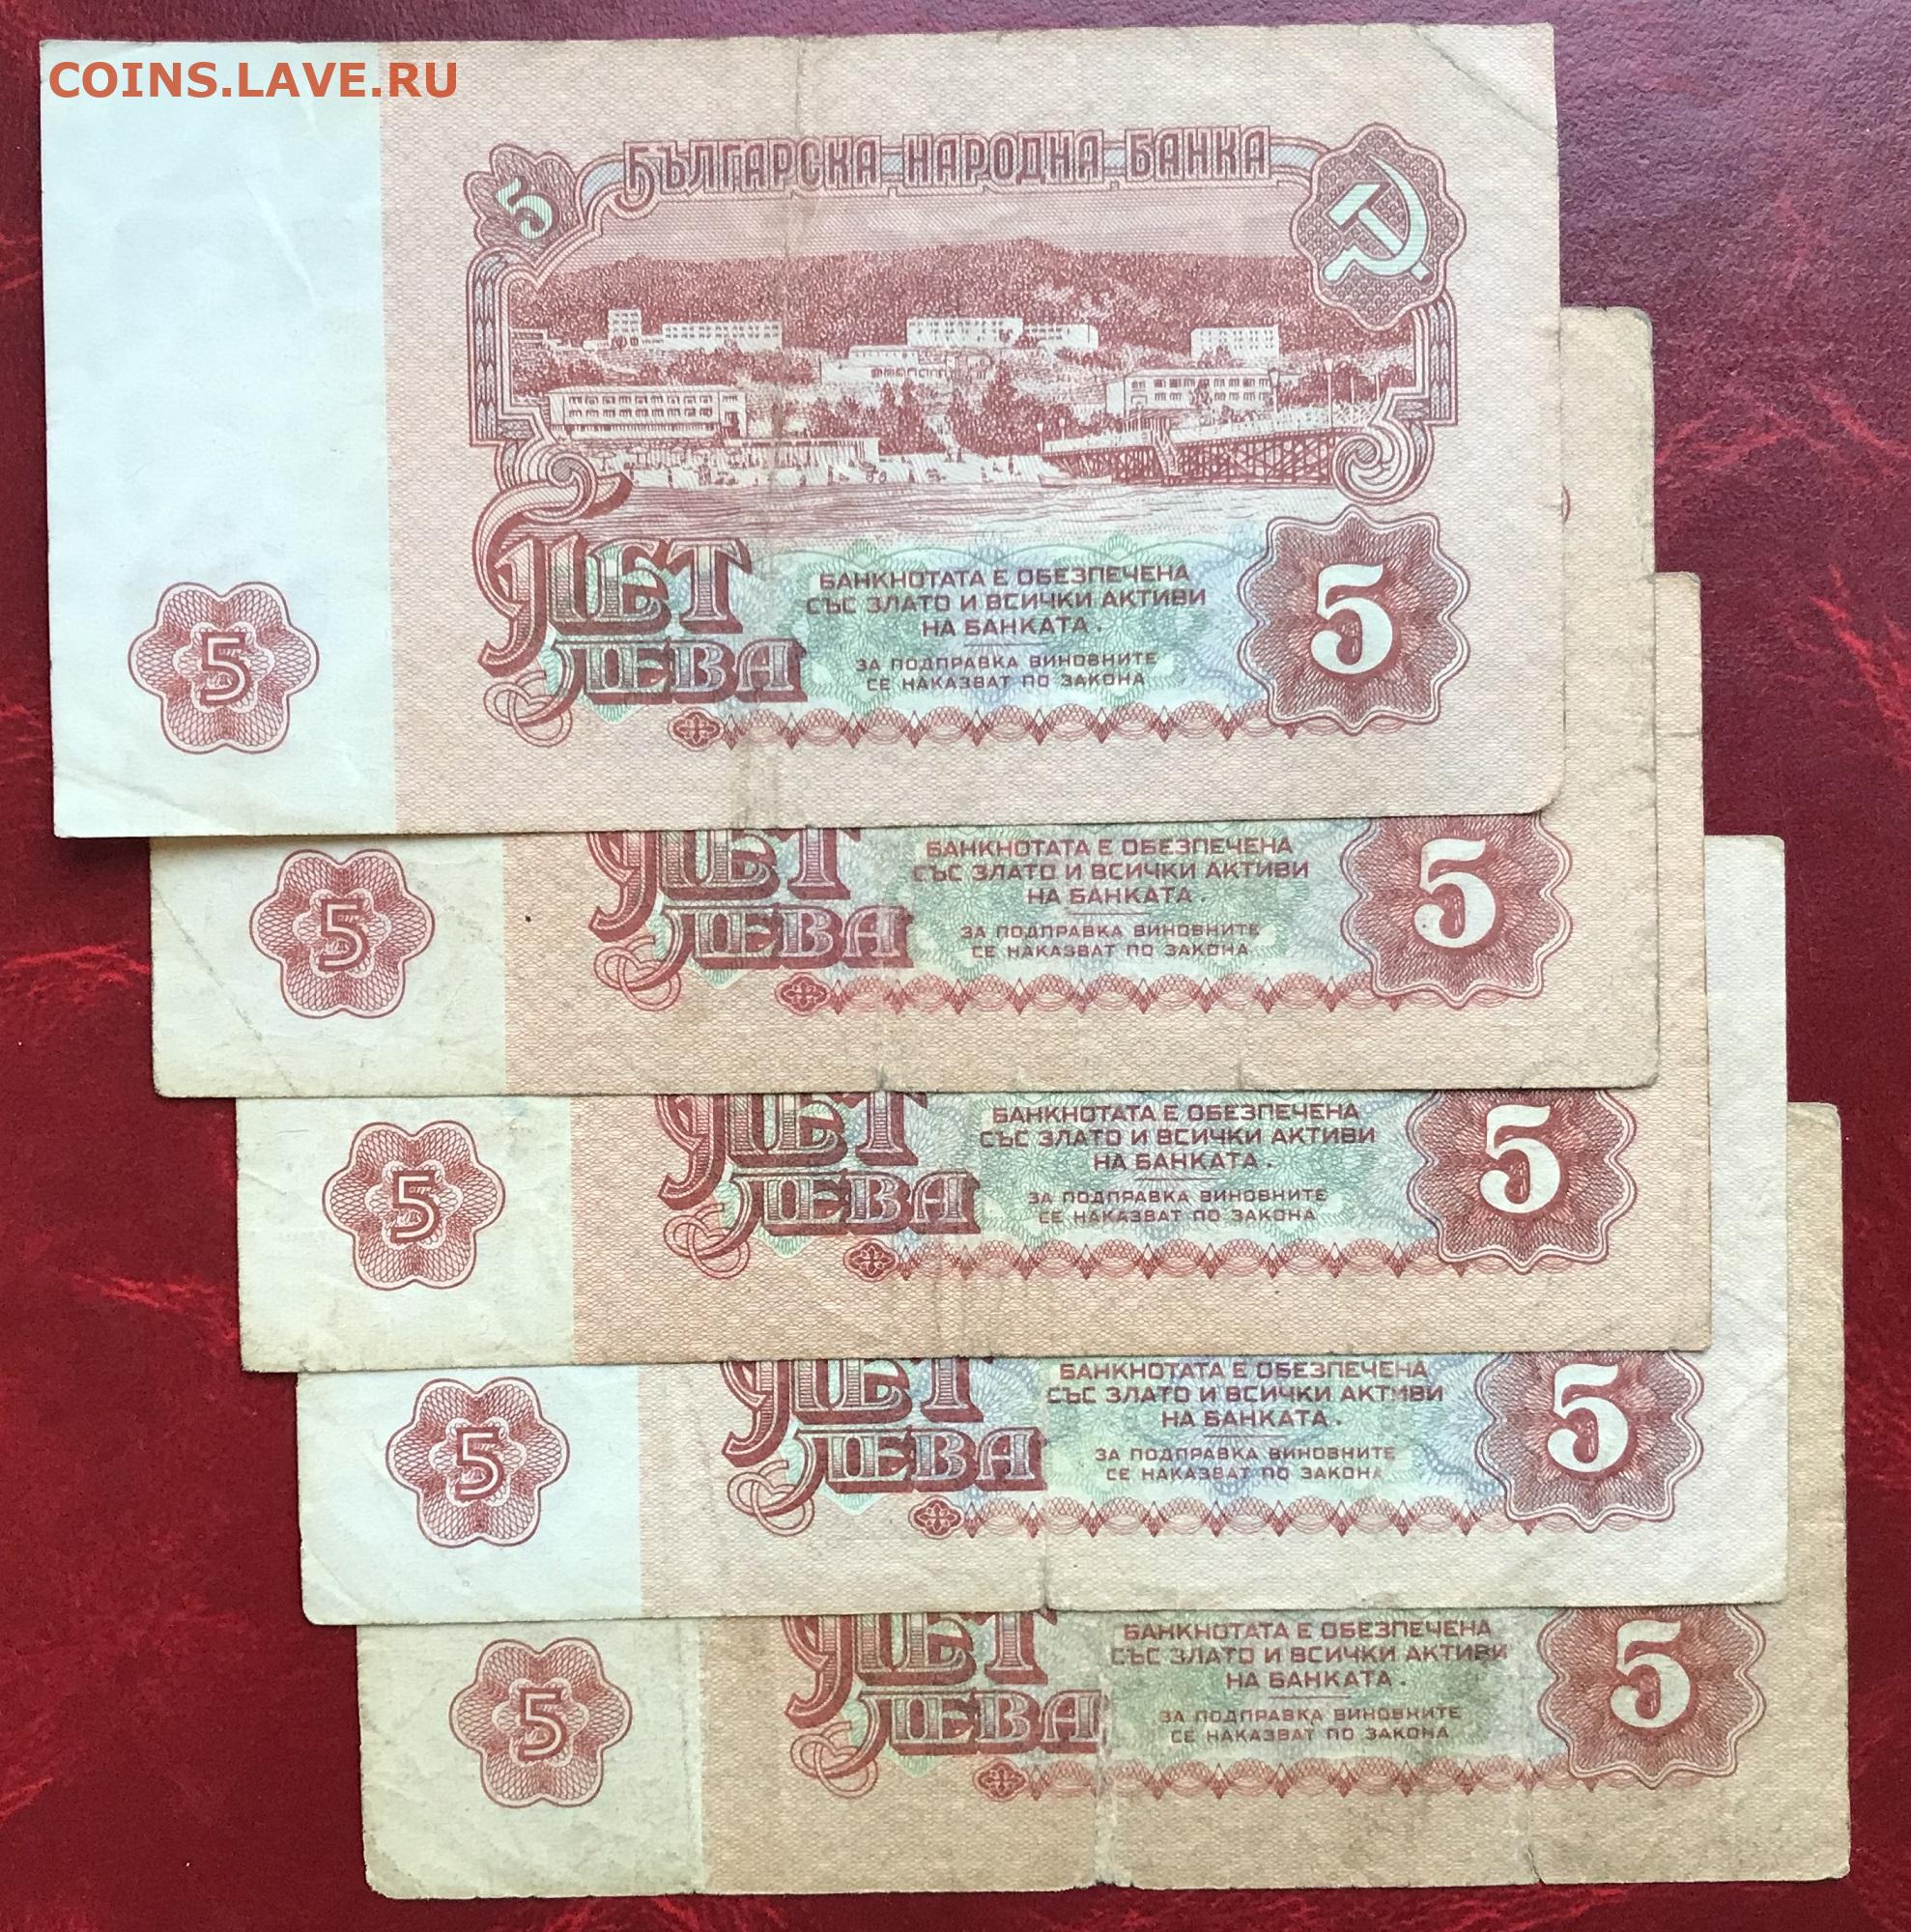 COINS.LAVE.RU
БЪЛГАРСКА НАРОДНА БАНКА
5
ПЕТ
ЛЕВА
БАНКНОТАТА Е ОБЕЗПЕЧЕНА
СЪС ЗЛАТО И ВСИЧКИ АКТИВИ
НА БАНКАТА.
ЗА ПОДПРАВКА ВИНОВНИТЕ
СЕ НАКАЗВАТ ПО ЗАКОНА
5
5
ПЕТ
ЛЕВА
БАНКНОТАТА Е ОБЕЗПЕЧЕНА
СЪС ЗЛАТО И ВСИЧКИ АКТИВИ
НА БАНКАТА.
ЗА ПОДПРАВКА ВИНОВНИТЕ
СЕ НАКАЗВАТ ПО ЗАКОНА
5
5
ПЕТ
ЛЕВА
БАНКНОТАТА Е ОБЕЗПЕЧЕНА
СЪС ЗЛАТО И ВСИЧКИ АКТИВИ
НА БАНКАТА.
ЗА ПОДПРАВКА ВИНОВНИТЕ
СЕ НАКАЗВАТ ПО ЗАКОНА
5
5
ПЕТ
ЛЕВА
БАНКНОТАТА Е ОБЕЗПЕЧЕНА
СЪС ЗЛАТО И ВСИЧКИ АКТИВИ
НА БАНКАТА.
ЗА ПОДПРАВКА ВИНОВНИТЕ
СЕ НАКАЗВАТ ПО ЗАКОНА
5
5
ПЕТ
ЛЕВА
БАНКНОТАТА Е ОБЕЗПЕЧЕНА
СЪС ЗЛАТО И ВСИЧКИ АКТИВИ
НА БАНКАТА.
ЗА ПОДПРАВКА ВИНОВНИТЕ
СЕ НАКАЗВАТ ПО ЗАКОНА
5
5